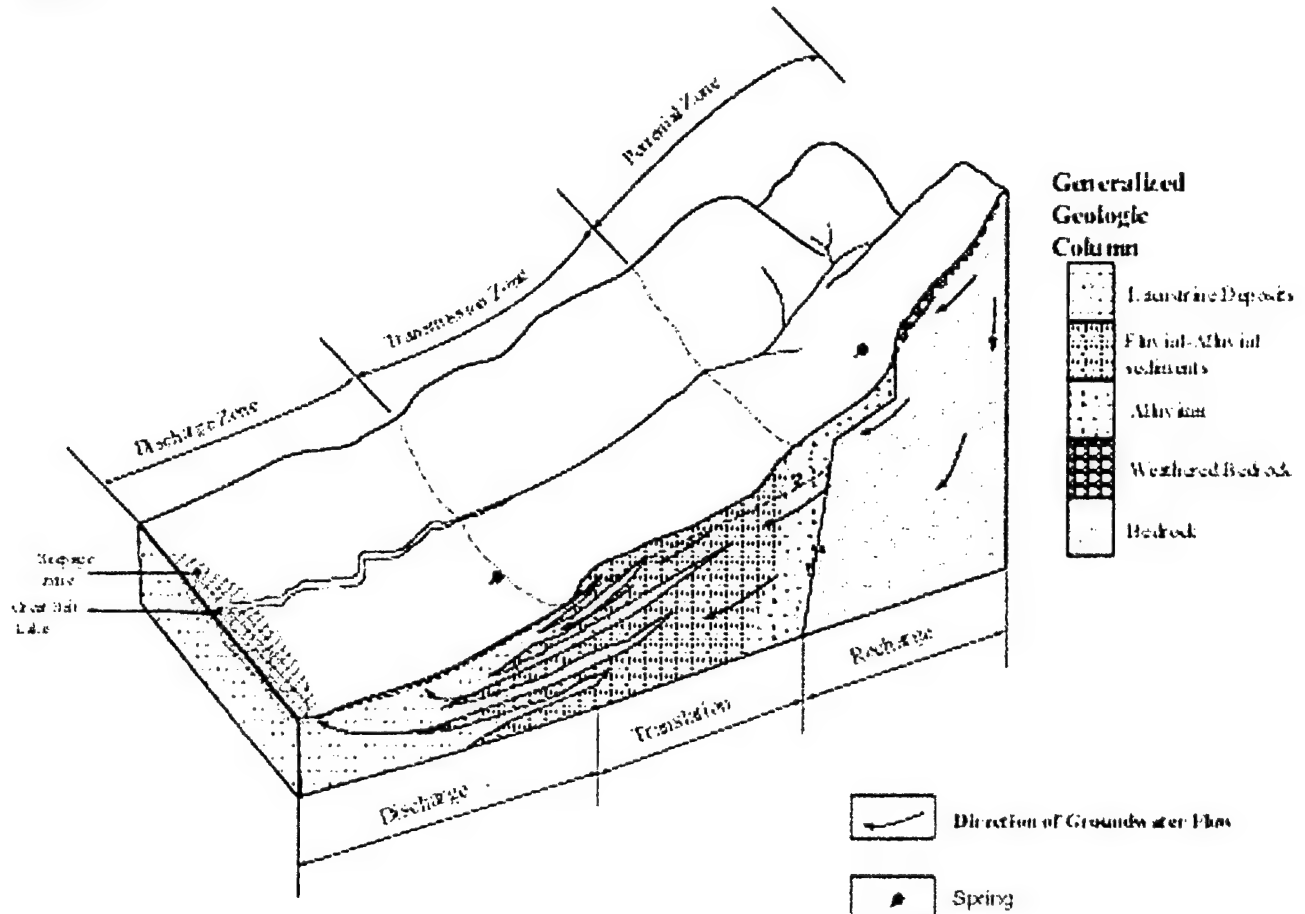 Zone
Transmission Zone
Discharge Zone
Generalized
Geologic
Column
Lacustrine Deposits
Fluvial-Alluvial
sediments
Alluvium
Weathered Bedrock
Bedrock
zone
Great Salt
Lake
Recharge
Translation
Discharge
Direction of Groundwater Flow
Spring